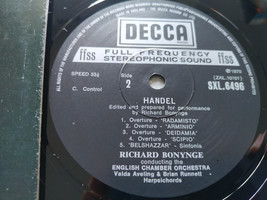 DECCA
ffss
FULL FREQUENCY
ffss
STEREOPHONIC SOUND
SPEED 33⅓
Side
2
℗ 1970
(ZAL.10191)
SXL.6496
C. Control
HANDEL
Edited and prepared for performance
by Richard Bonynge
1. Overture - 'RADAMISTO'
2. Overture - 'ARMINIO'
3. Overture - 'DEIDAMIA'
4. Overture - 'SCIPIO'
5. 'BELSHAZZAR' - Sinfonia
RICHARD BONYNGE
conducting the
ENGLISH CHAMBER ORCHESTRA
Valda Aveling & Brian Runnett
Harpsichords